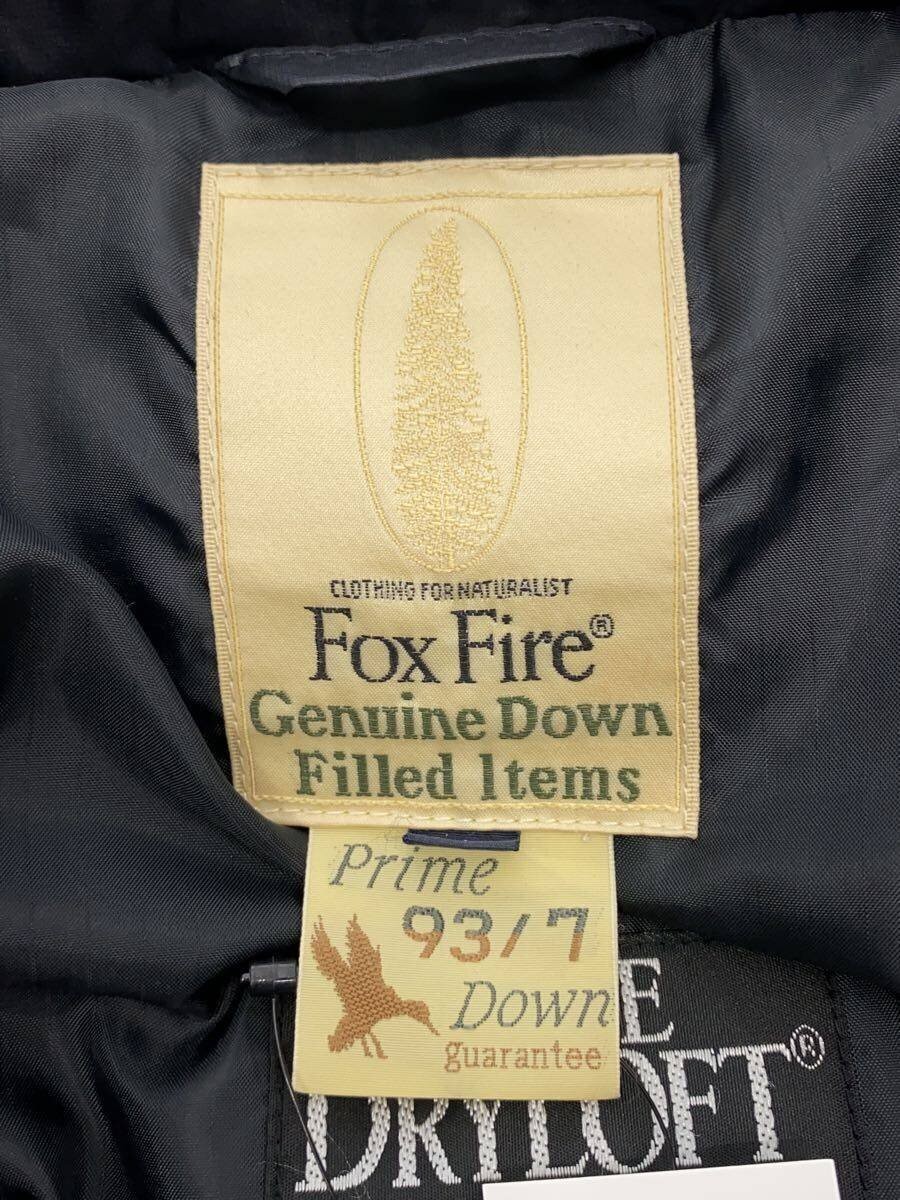 CLOTHING FOR NATURALIST
Fox Fire®
Genuine Down
Filled Items
Prime
93/7
Down
guarantee
DRYLOFT®